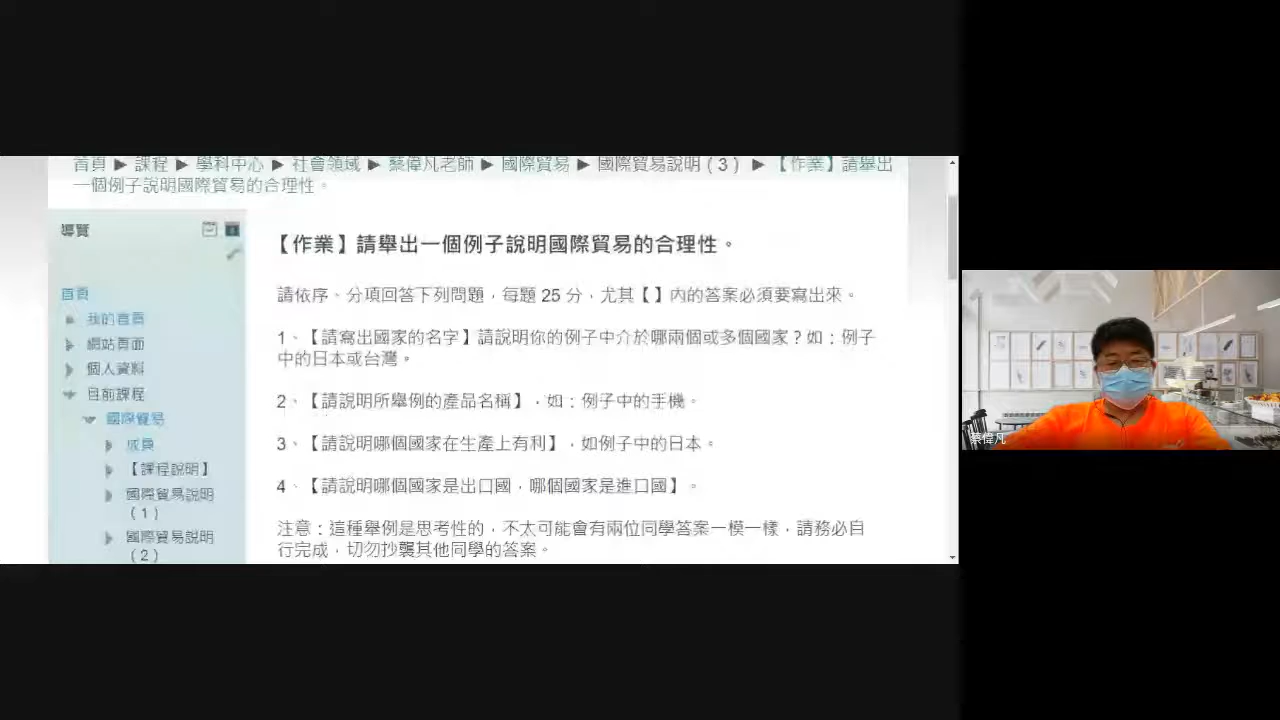 首頁 ► 課程 ► 學科中心 ► 社會領域 ► 蔡偉凡老師 ► 國際貿易 ► 國際貿易說明(3) ► 【作業】請舉出
一個例子說明國際貿易的合理性。
導覽
首頁
我的首頁
網站頁面
個人資料
目前課程
國際貿易
成員
【課程說明】
國際貿易說明
(1)
國際貿易說明
(2)
【作業】請舉出一個例子說明國際貿易的合理性。
請依序、分項回答下列問題，每題 25 分，尤其【】內的答案必須要寫出來。
1、【請寫出國家的名字】請說明你的例子中介於哪兩個或多個國家？如：例子
中的日本或台灣。
2、【請說明所舉例的產品名稱】，如：例子中的手機。
3、【請說明哪個國家在生產上有利】，如例子中的日本。
4、【請說明哪個國家是出口國，哪個國家是進口國】。
注意：這種舉例是思考性的，不太可能會有兩位同學答案一模一樣，請務必自
行完成，切勿抄襲其他同學的答案。
蔡偉凡